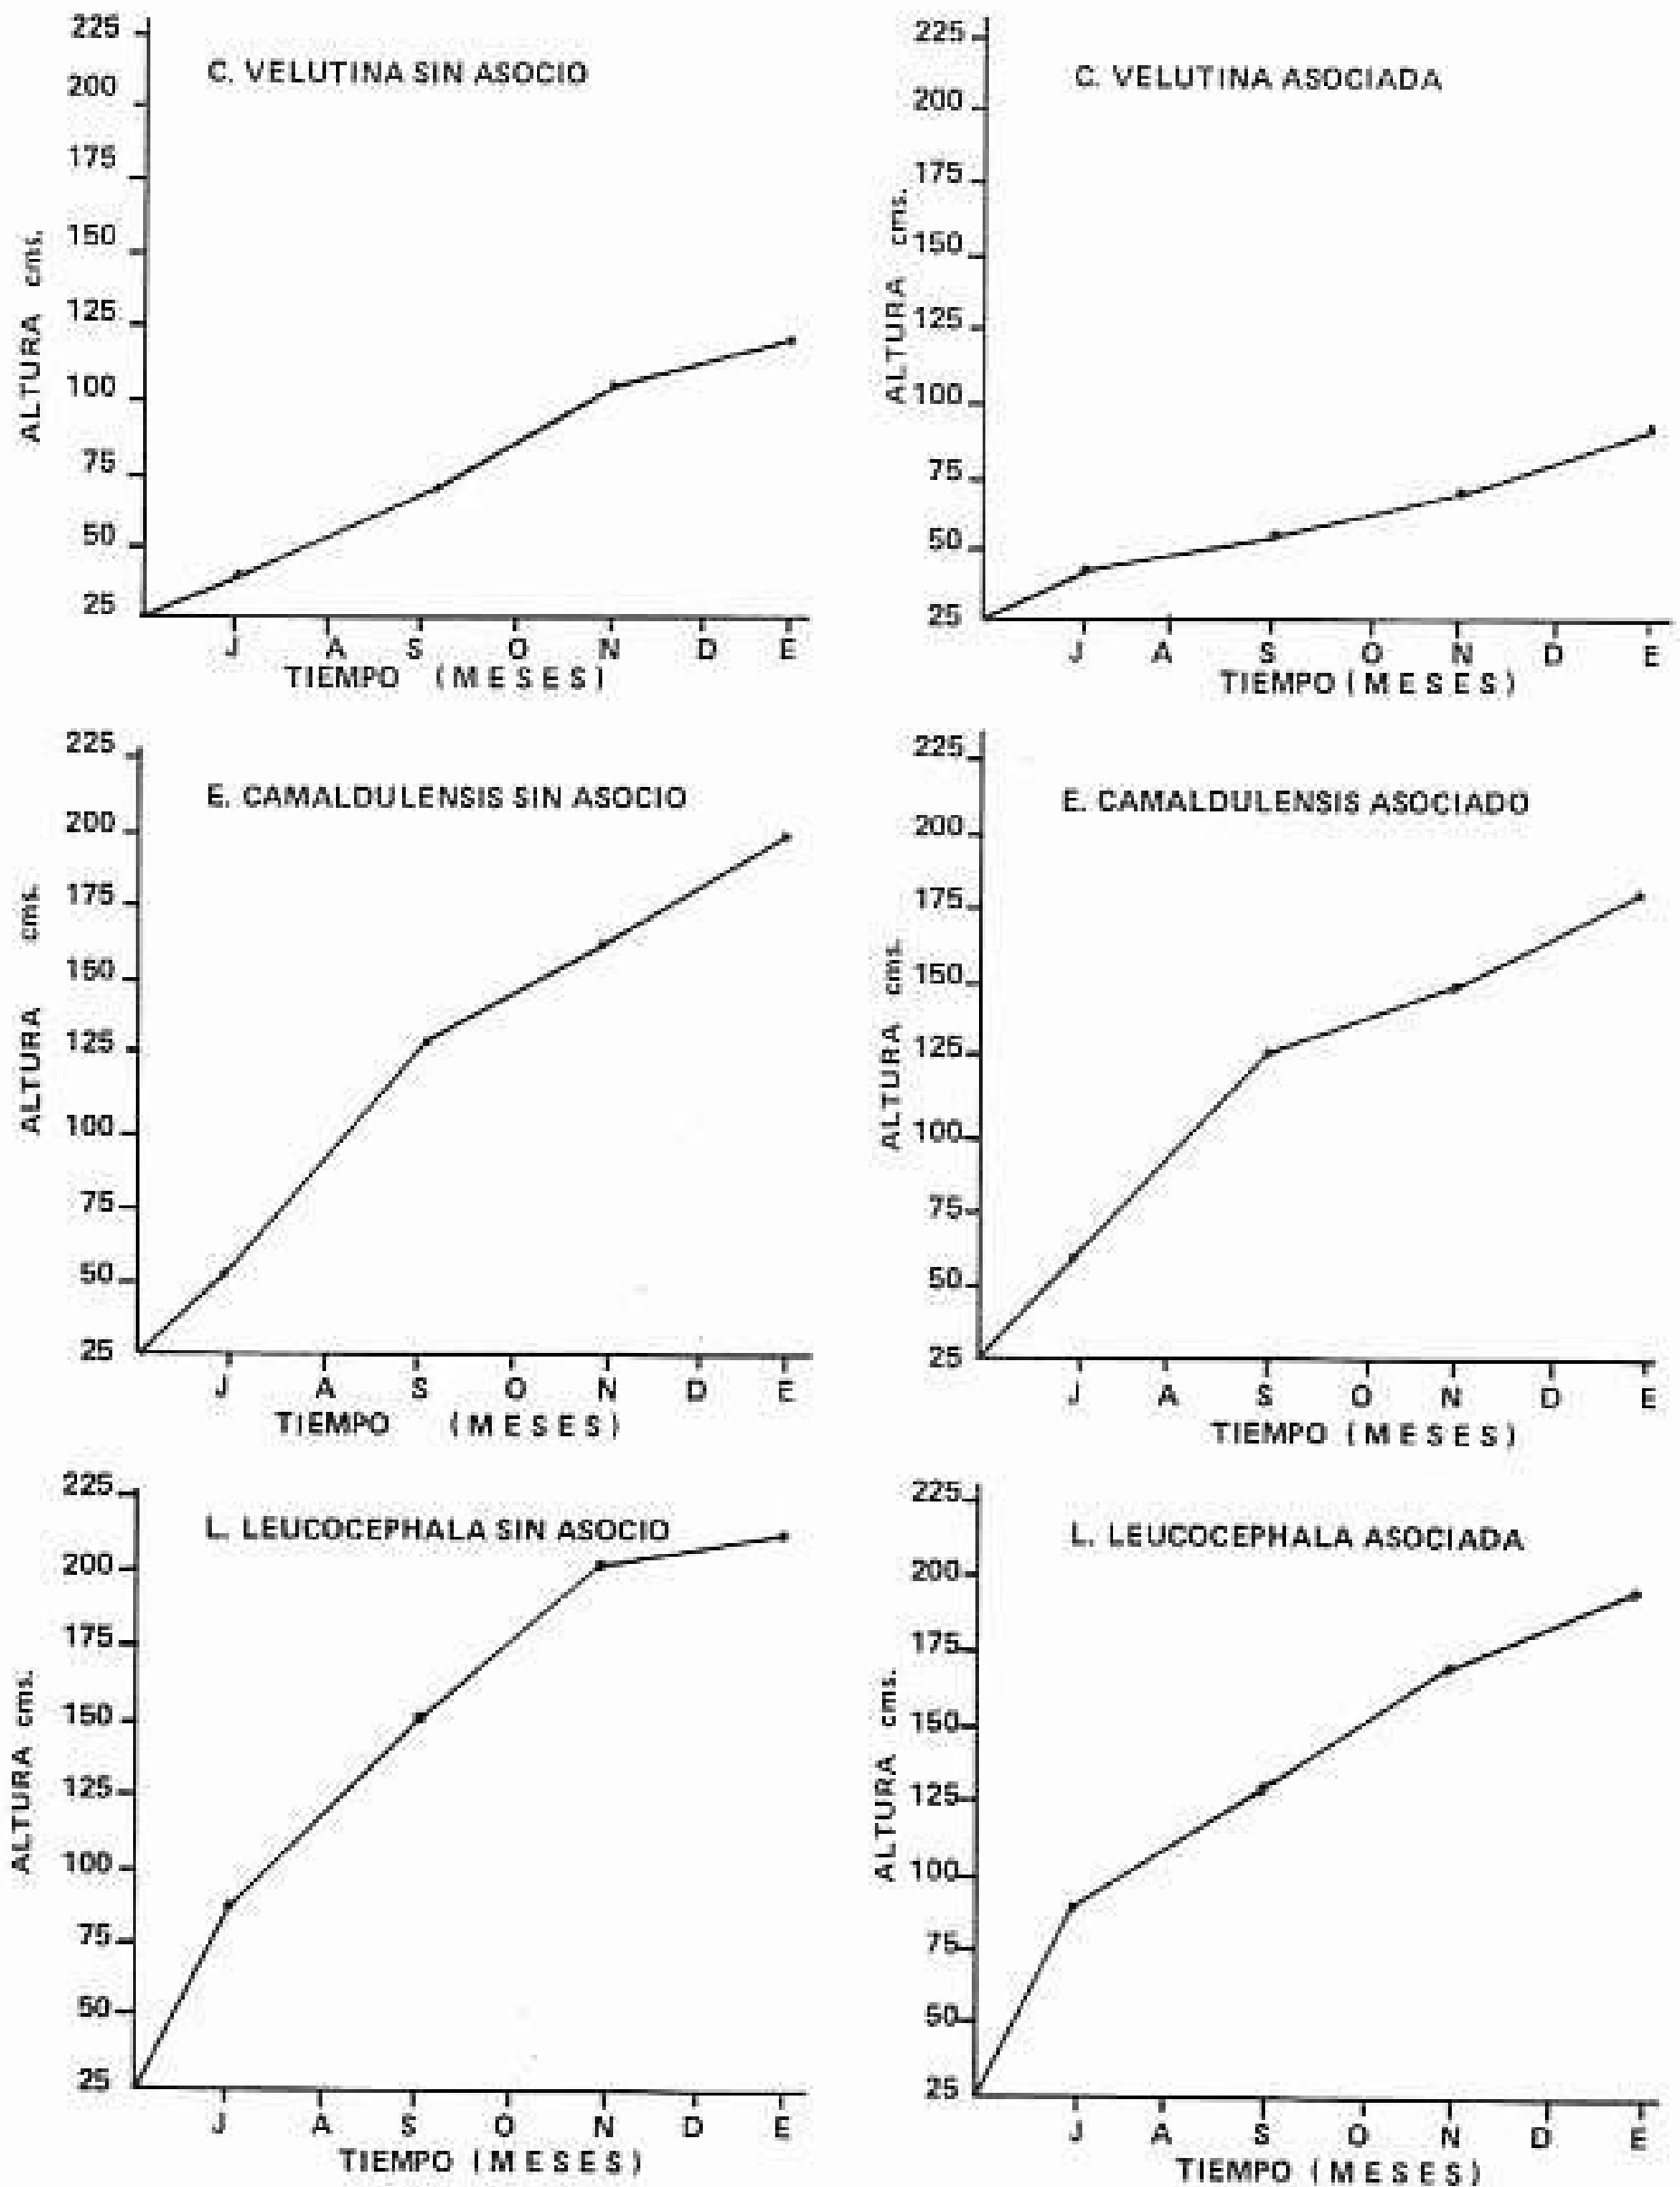 C. VELUTINA SIN ASOCIO
225
200
175
150
125
100
75
50
25
ALTURA cms.
J A S O N D E
TIEMPO (MESES)
C. VELUTINA ASOCIADA
225
200
175
150
125
100
75
50
25
ALTURA cms.
J A S O N D E
TIEMPO (MESES)
E. CAMALDULENSIS SIN ASOCIO
225
200
175
150
125
100
75
50
25
ALTURA cms.
J A S O N D E
TIEMPO (MESES)
E. CAMALDULENSIS ASOCIADO
225
200
175
150
125
100
75
50
25
ALTURA cms.
J A S O N D E
TIEMPO (MESES)
L. LEUCOCEPHALA SIN ASOCIO
225
200
175
150
125
100
75
50
25
ALTURA cms.
J A S O N D E
TIEMPO (MESES)
L. LEUCOCEPHALA ASOCIADA
225
200
175
150
125
100
75
50
25
ALTURA cms.
J A S O N D E
TIEMPO (MESES)